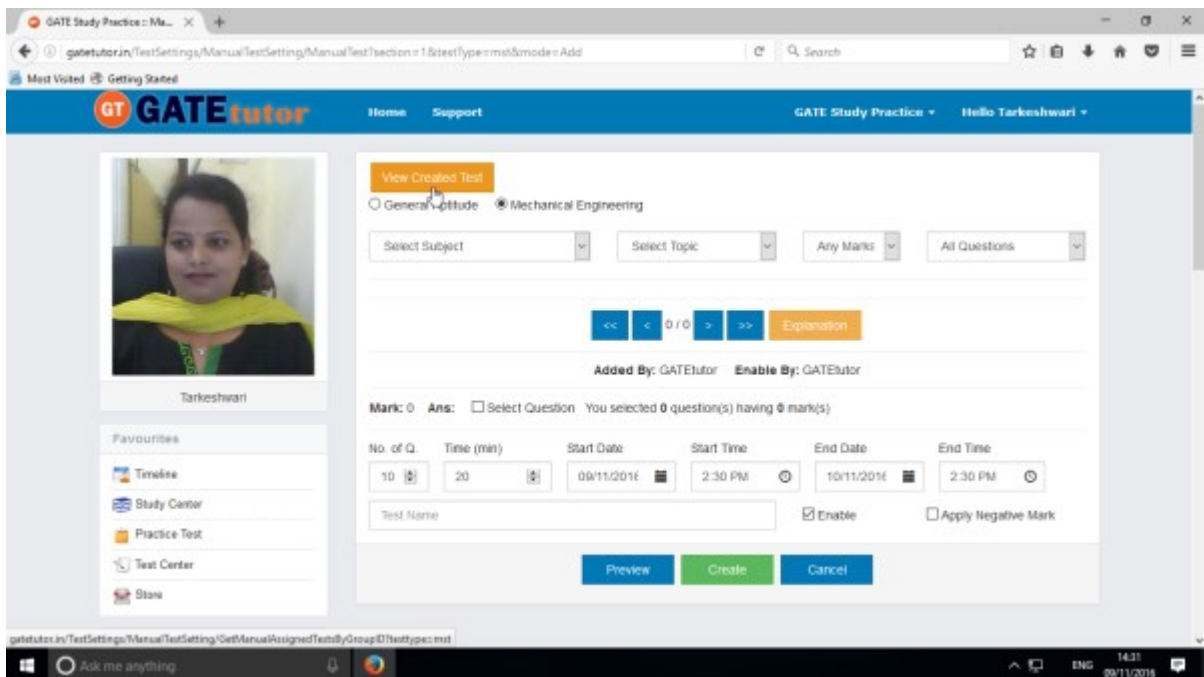 GATE Study Practice :: Ma...
gatetutor.in/TestSettings/ManualTestSetting/ManualTest?section=1&testType=mst&mode=Add
Search
Most Visited Getting Started
GT GATEtutor Home Support GATE Study Practice Hello Tarkeshwari
View Created Test
General Aptitude Mechanical Engineering
Select Subject Select Topic Any Marks All Questions
<< < 0 / 0 > >> Explanation
Added By: GATEtutor Enable By: GATEtutor
Tarkeshwari
Mark: 0 Ans: Select Question You selected 0 question(s) having 0 mark(s)
Favourites
No. of Q. Time (min) Start Date Start Time End Date End Time
10 20 09/11/2016 2:30 PM 10/11/2016 2:30 PM
Timeline
Study Center
Test Name Enable Apply Negative Mark
Practice Test
Test Center
Preview Create Cancel
Store
gatetutor.in/TestSettings/ManualTestSetting/GetManualAssignedTestsByGroupID?testtype=mst
Ask me anything ENG 14:31
09/11/2016